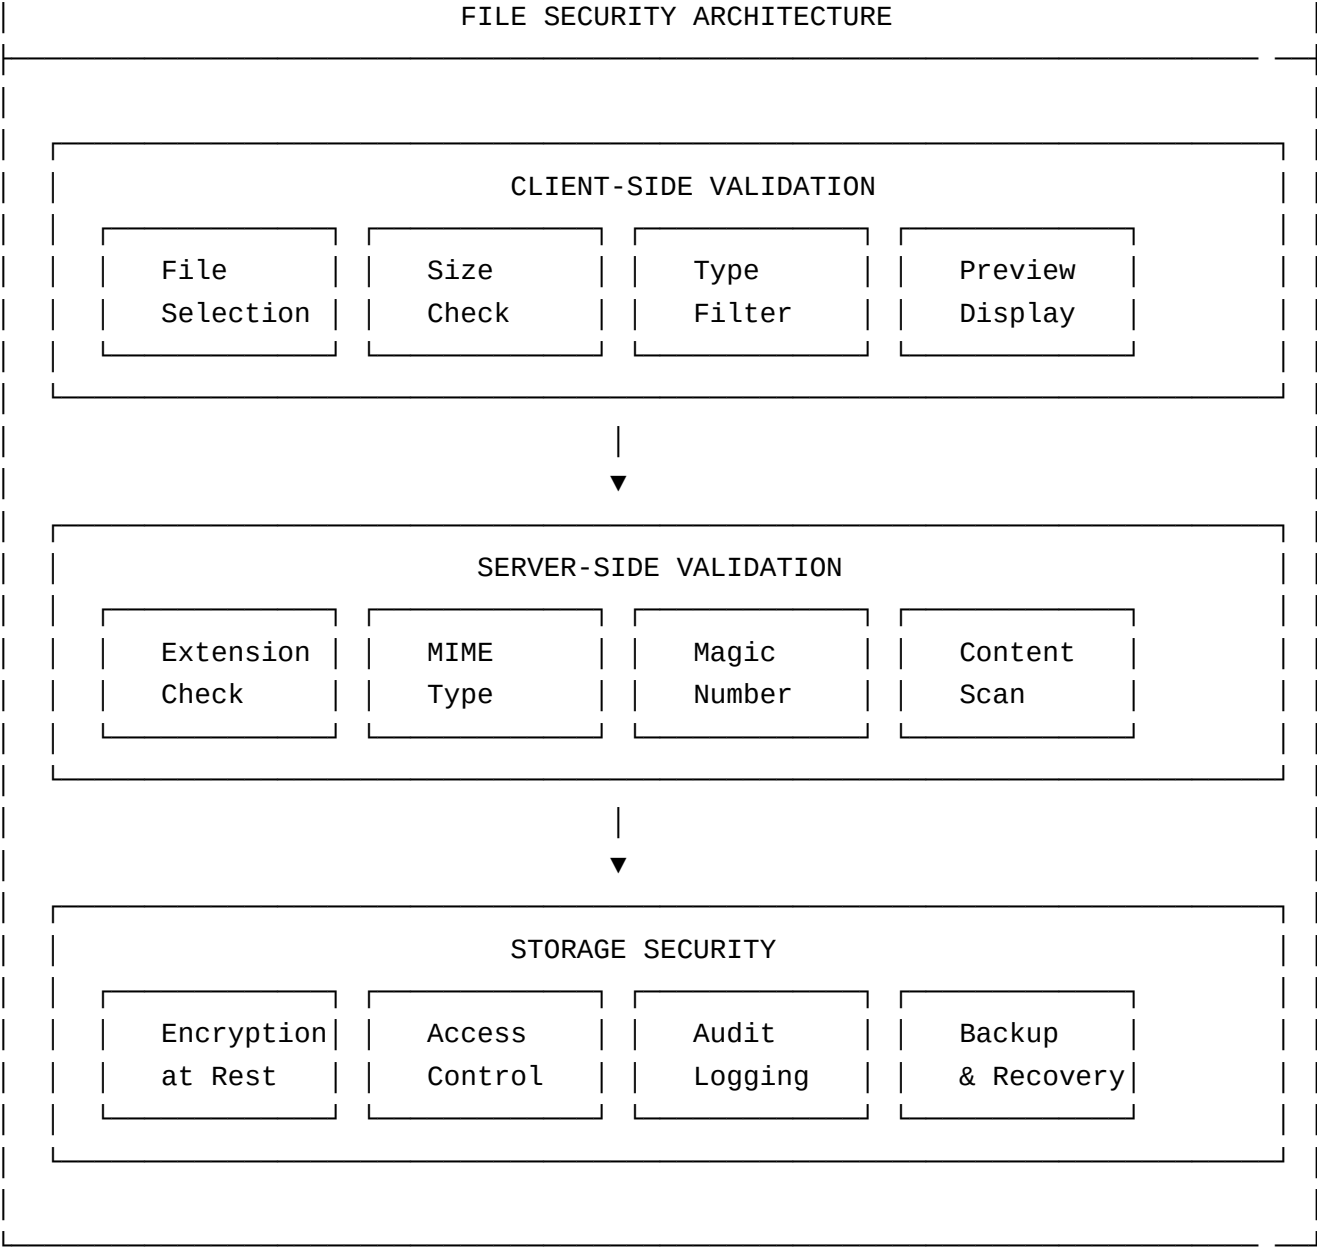 FILE SECURITY ARCHITECTURE
CLIENT-SIDE VALIDATION
File Size Type Preview
Selection Check Filter Display
SERVER-SIDE VALIDATION
Extension MIME Magic Content
Check Type Number Scan
STORAGE SECURITY
Encryption Access Audit Backup
at Rest Control Logging & Recovery